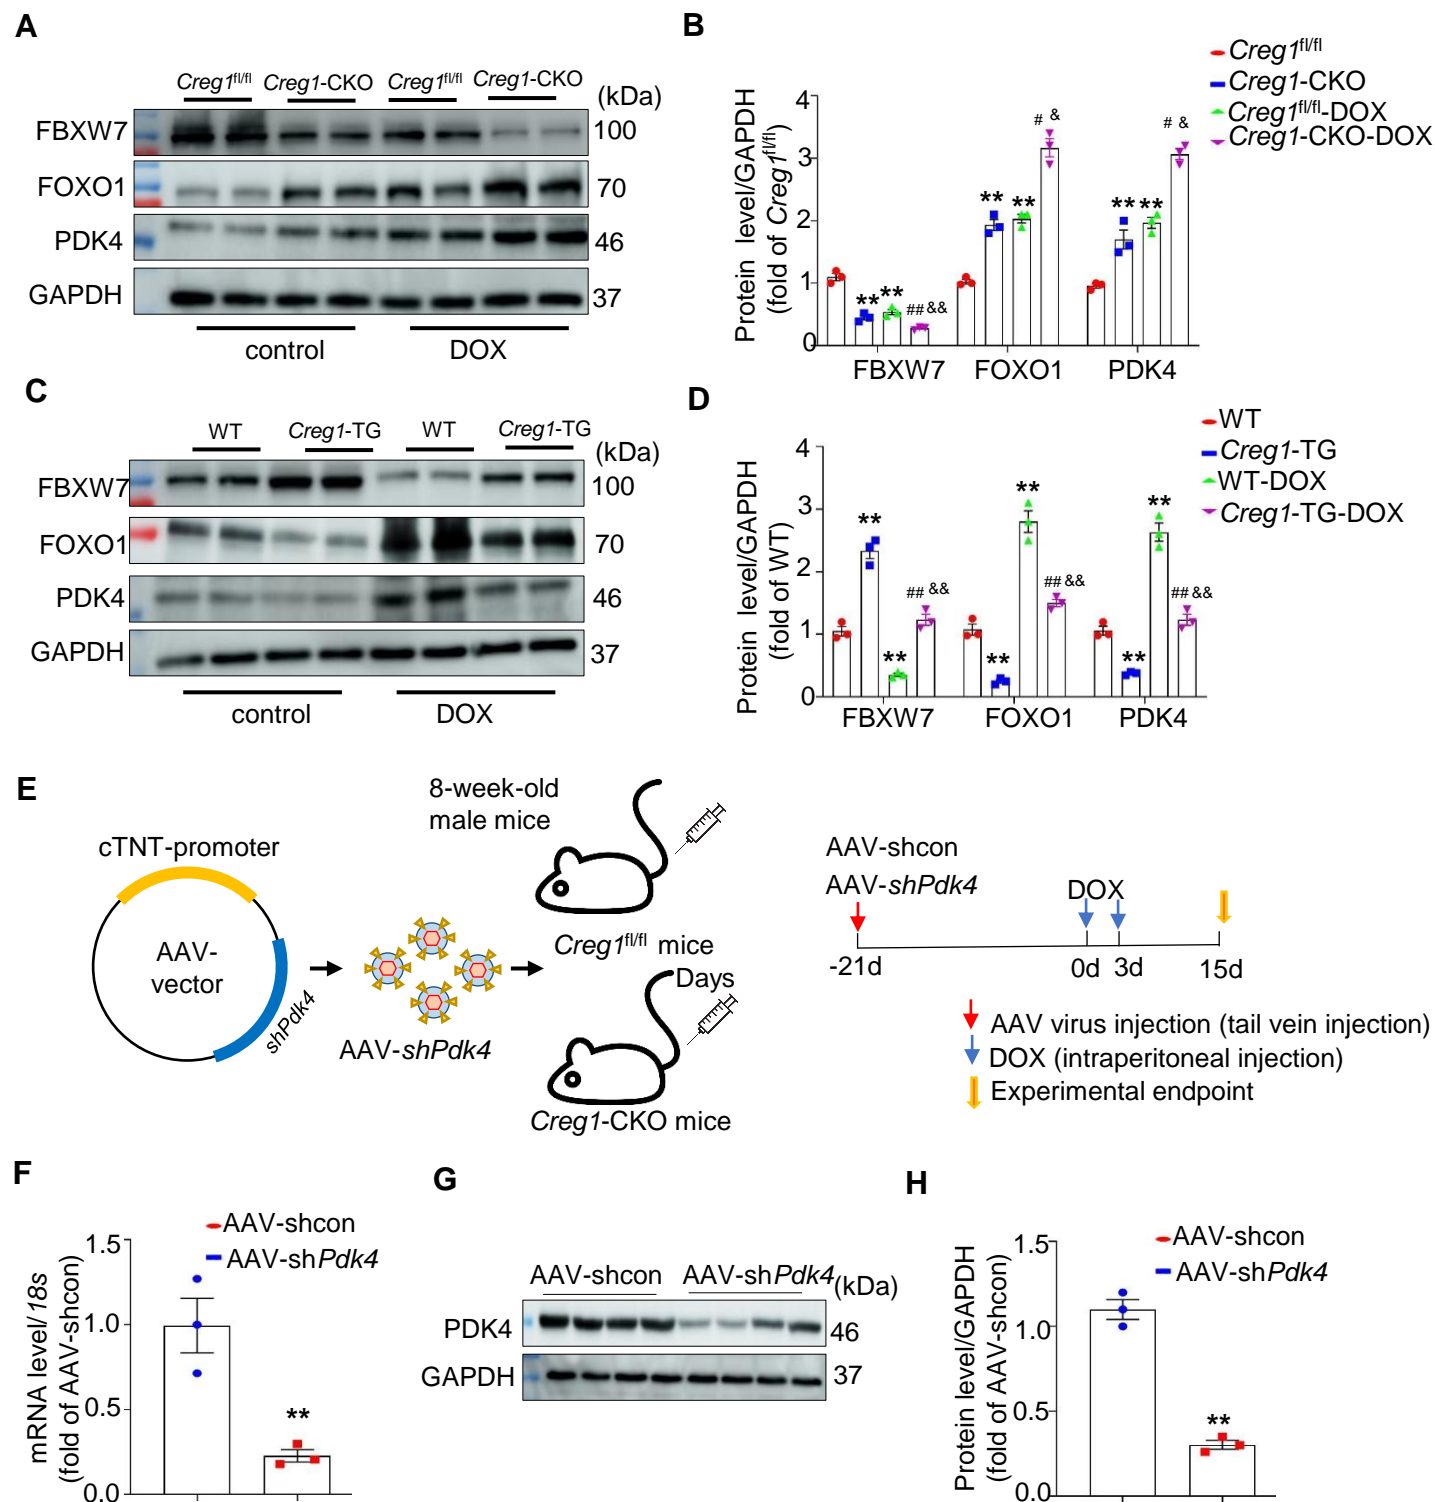 A
Creg1fl/fl Creg1-CKO Creg1fl/fl Creg1-CKO
(kDa)
FBXW7 100
FOXO1 70
PDK4 46
GAPDH 37
control DOX
B
Creg1fl/fl
Creg1-CKO
Creg1fl/fl-DOX
Creg1-CKO-DOX
Protein level/GAPDH
(fold of Creg1fl/fl)
4
3
2
1
0
** ** ## &&
** ** # &
** ** # &
FBXW7 FOXO1 PDK4
C
WT Creg1-TG WT Creg1-TG
(kDa)
FBXW7 100
FOXO1 70
PDK4 46
GAPDH 37
control DOX
D
WT
Creg1-TG
WT-DOX
Creg1-TG-DOX
Protein level/GAPDH
(fold of WT)
4
3
2
1
0
** ** ## &&
** ** ## &&
** ** ## &&
FBXW7 FOXO1 PDK4
E
cTNT-promoter
AAV-
vector
shPdk4
AAV-shPdk4
8-week-old
male mice
Creg1fl/fl mice
Days
Creg1-CKO mice
AAV-shcon
AAV-shPdk4
DOX
-21d 0d 3d 15d
AAV virus injection (tail vein injection)
DOX (intraperitoneal injection)
Experimental endpoint
F
AAV-shcon
AAV-shPdk4
mRNA level/18s
(fold of AAV-shcon)
1.5
1.0
0.5
0.0
**
G
AAV-shcon AAV-shPdk4
(kDa)
PDK4 46
GAPDH 37
H
AAV-shcon
AAV-shPdk4
Protein level/GAPDH
(fold of AAV-shcon)
1.5
1.0
0.5
0.0
**